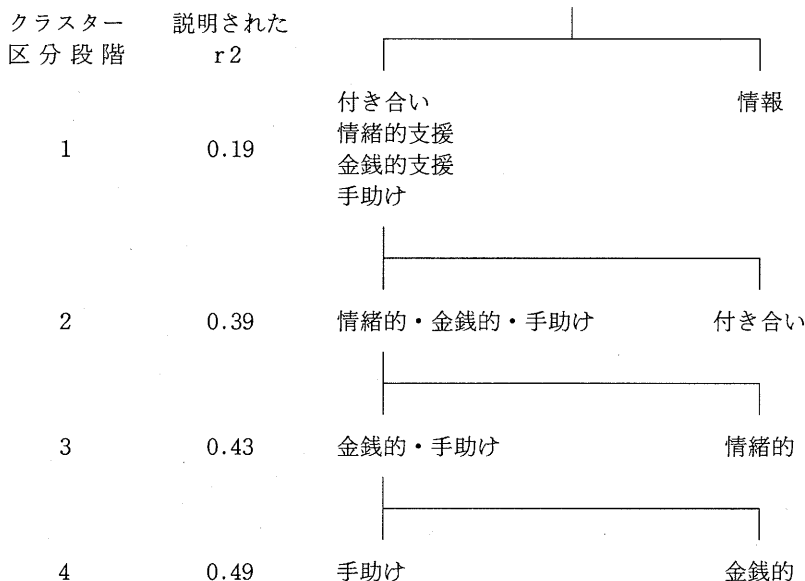 クラスター 説明された
区分段階 r2
付き合い 情報
情緒的支援
1 0.19
金銭的支援
手助け
2 0.39 情緒的・金銭的・手助け 付き合い
3 0.43 金銭的・手助け 情緒的
4 0.49 手助け 金銭的